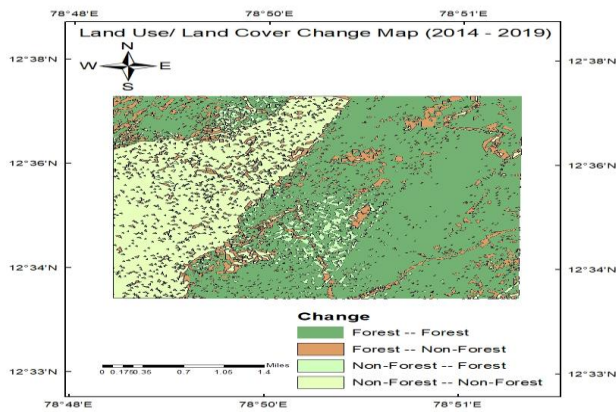 78°48'E 78°50'E 78°51'E
Land Use/ Land Cover Change Map (2014 - 2019)
N
W E
S
12°38'N 12°38'N
12°36'N 12°36'N
12°34'N 12°34'N
12°33'N 12°33'N
Change
Forest -- Forest
Forest -- Non-Forest
Non-Forest -- Forest
Non-Forest -- Non-Forest
Miles
0 0.1750.35 0.7 1.05 1.4
78°48'E 78°50'E 78°51'E